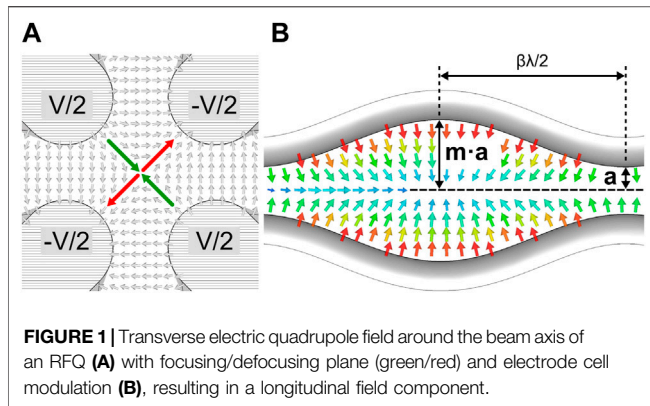 A
B
V/2
-V/2
-V/2
V/2
βλ/2
m·a
a
FIGURE 1 | Transverse electric quadrupole field around the beam axis of
an RFQ (A) with focusing/defocusing plane (green/red) and electrode cell
modulation (B), resulting in a longitudinal field component.